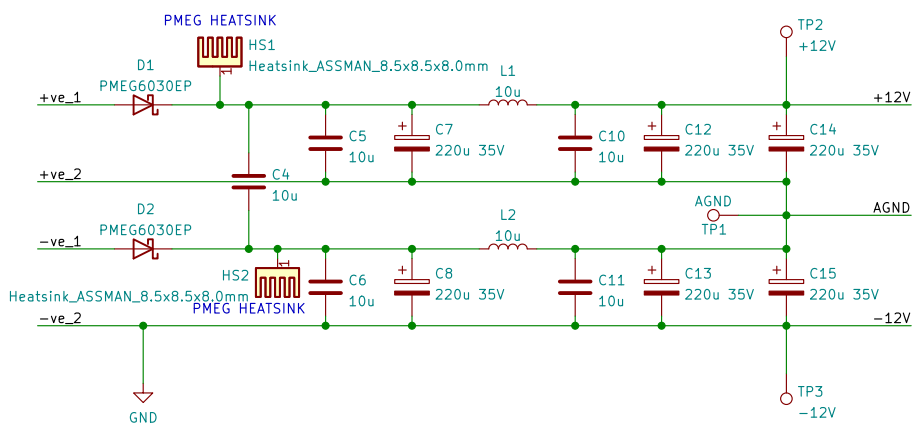 PMEG HEATSINK
TP2
+12V
HS1
1
Heatsink_ASSMAN_8.5x8.5x8.0mm
D1
PMEG6030EP
L1
10u
+ve_1
+12V
C5
10u
C7
220u 35V
C10
10u
C12
220u 35V
C14
220u 35V
+ve_2
C4
10u
AGND
TP1
AGND
D2
PMEG6030EP
L2
10u
-ve_1
HS2
1
Heatsink_ASSMAN_8.5x8.5x8.0mm
PMEG HEATSINK
C6
10u
C8
220u 35V
C11
10u
C13
220u 35V
C15
220u 35V
-ve_2
-12V
GND
TP3
-12V